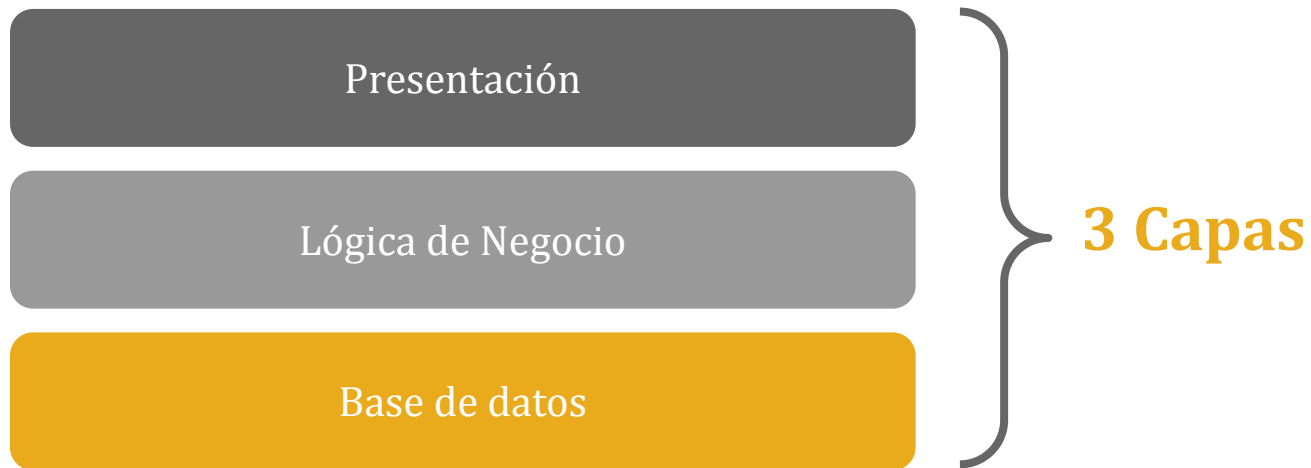 Presentación
Lógica de Negocio
3 Capas
Base de datos